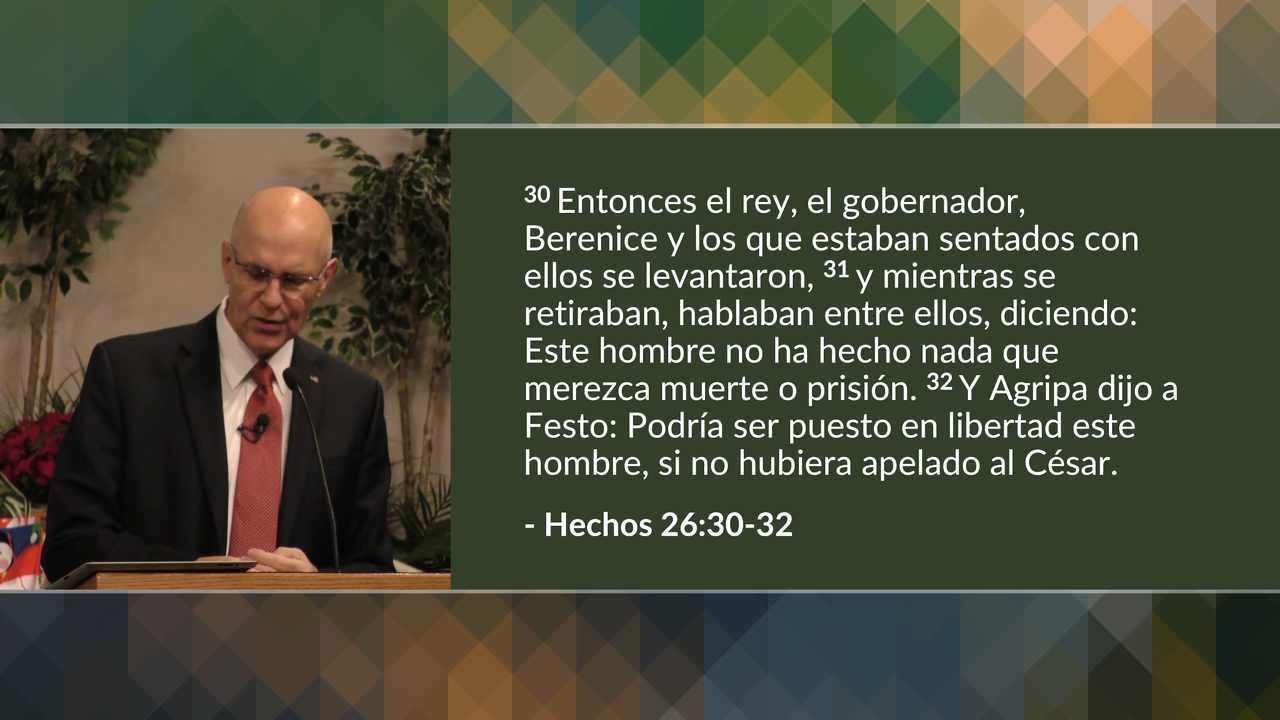 30 Entonces el rey, el gobernador,
Berenice y los que estaban sentados con
ellos se levantaron, 31 y mientras se
retiraban, hablaban entre ellos, diciendo:
Este hombre no ha hecho nada que
merezca muerte o prisión. 32 Y Agripa dijo a
Festo: Podría ser puesto en libertad este
hombre, si no hubiera apelado al César.
- Hechos 26:30-32